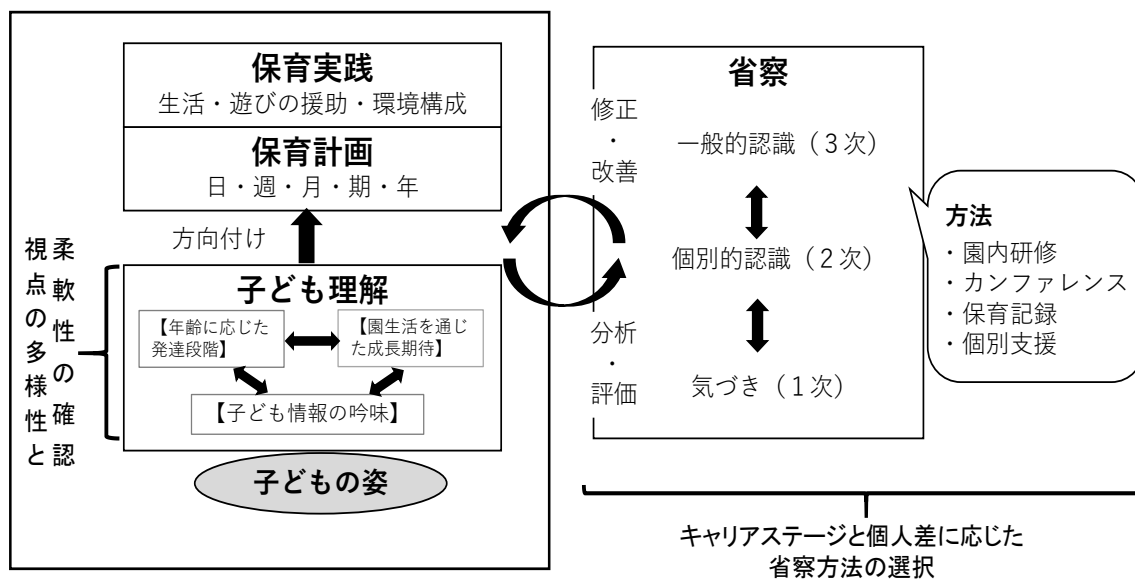 保育実践
生活・遊びの援助・環境構成
保育計画
日・週・月・期・年
方向付け
子ども理解
【年齢に応じた
発達段階】
【園生活を通じ
た成長期待】
【子ども情報の吟味】
子どもの姿
視点の多様性と
柔軟性の確認
修正
・
改善
分析
・
評価
省察
一般的認識（３次）
個別的認識（２次）
気づき（１次）
方法
・園内研修
・カンファレンス
・保育記録
・個別支援
キャリアステージと個人差に応じた
省察方法の選択